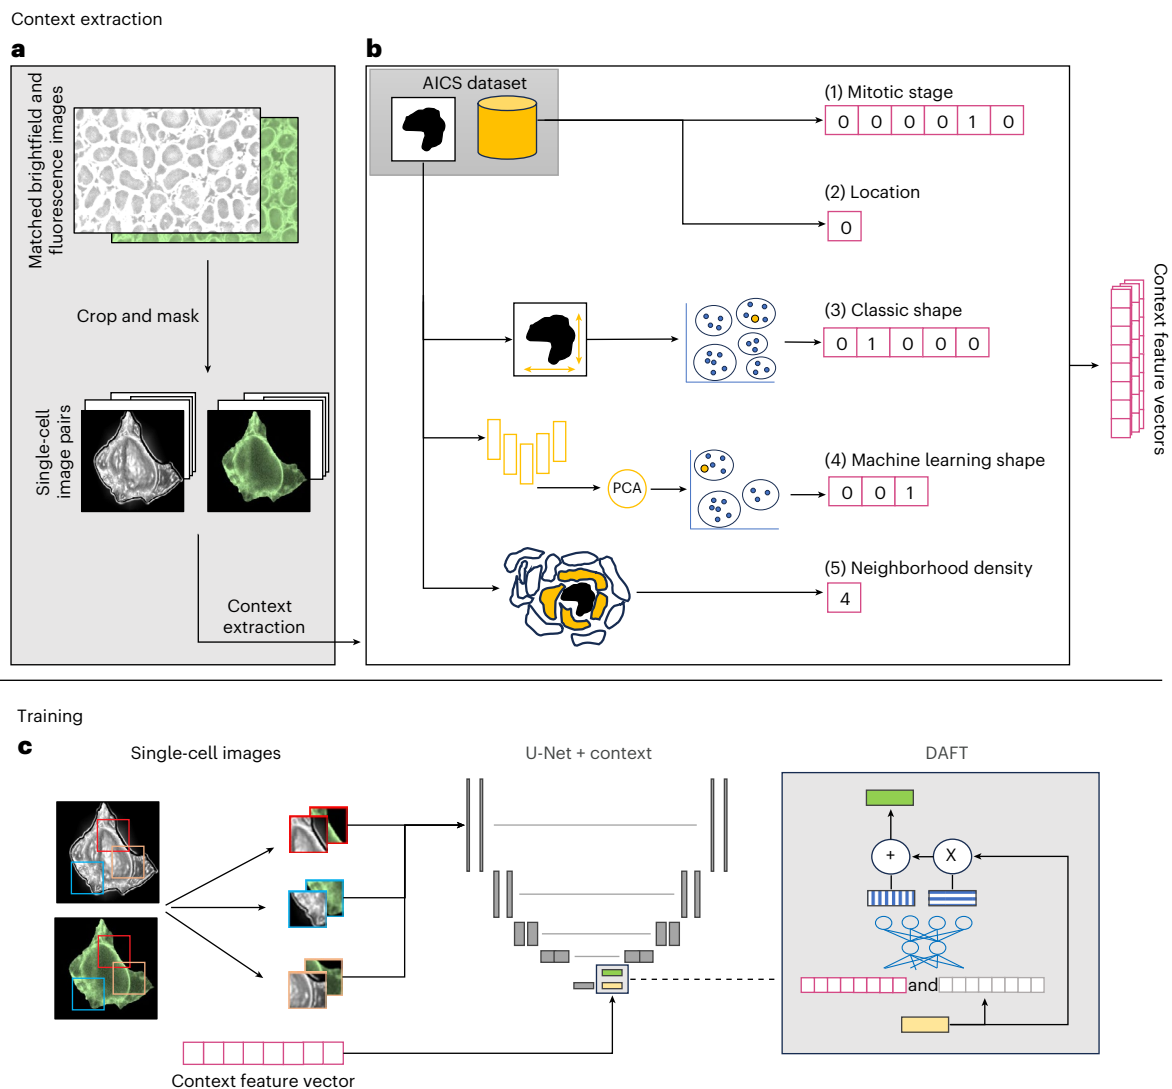 Context extraction
a
Matched brightfield and
fluorescence images
Crop and mask
Single-cell
image pairs
Context
extraction
b
AICS dataset
(1) Mitotic stage
0 0 0 0 1 0
(2) Location
0
(3) Classic shape
0 1 0 0 0
PCA
(4) Machine learning shape
0 0 1
(5) Neighborhood density
4
Context feature vectors
Training
c
Single-cell images
U-Net + context
DAFT
+
X
and
Context feature vector